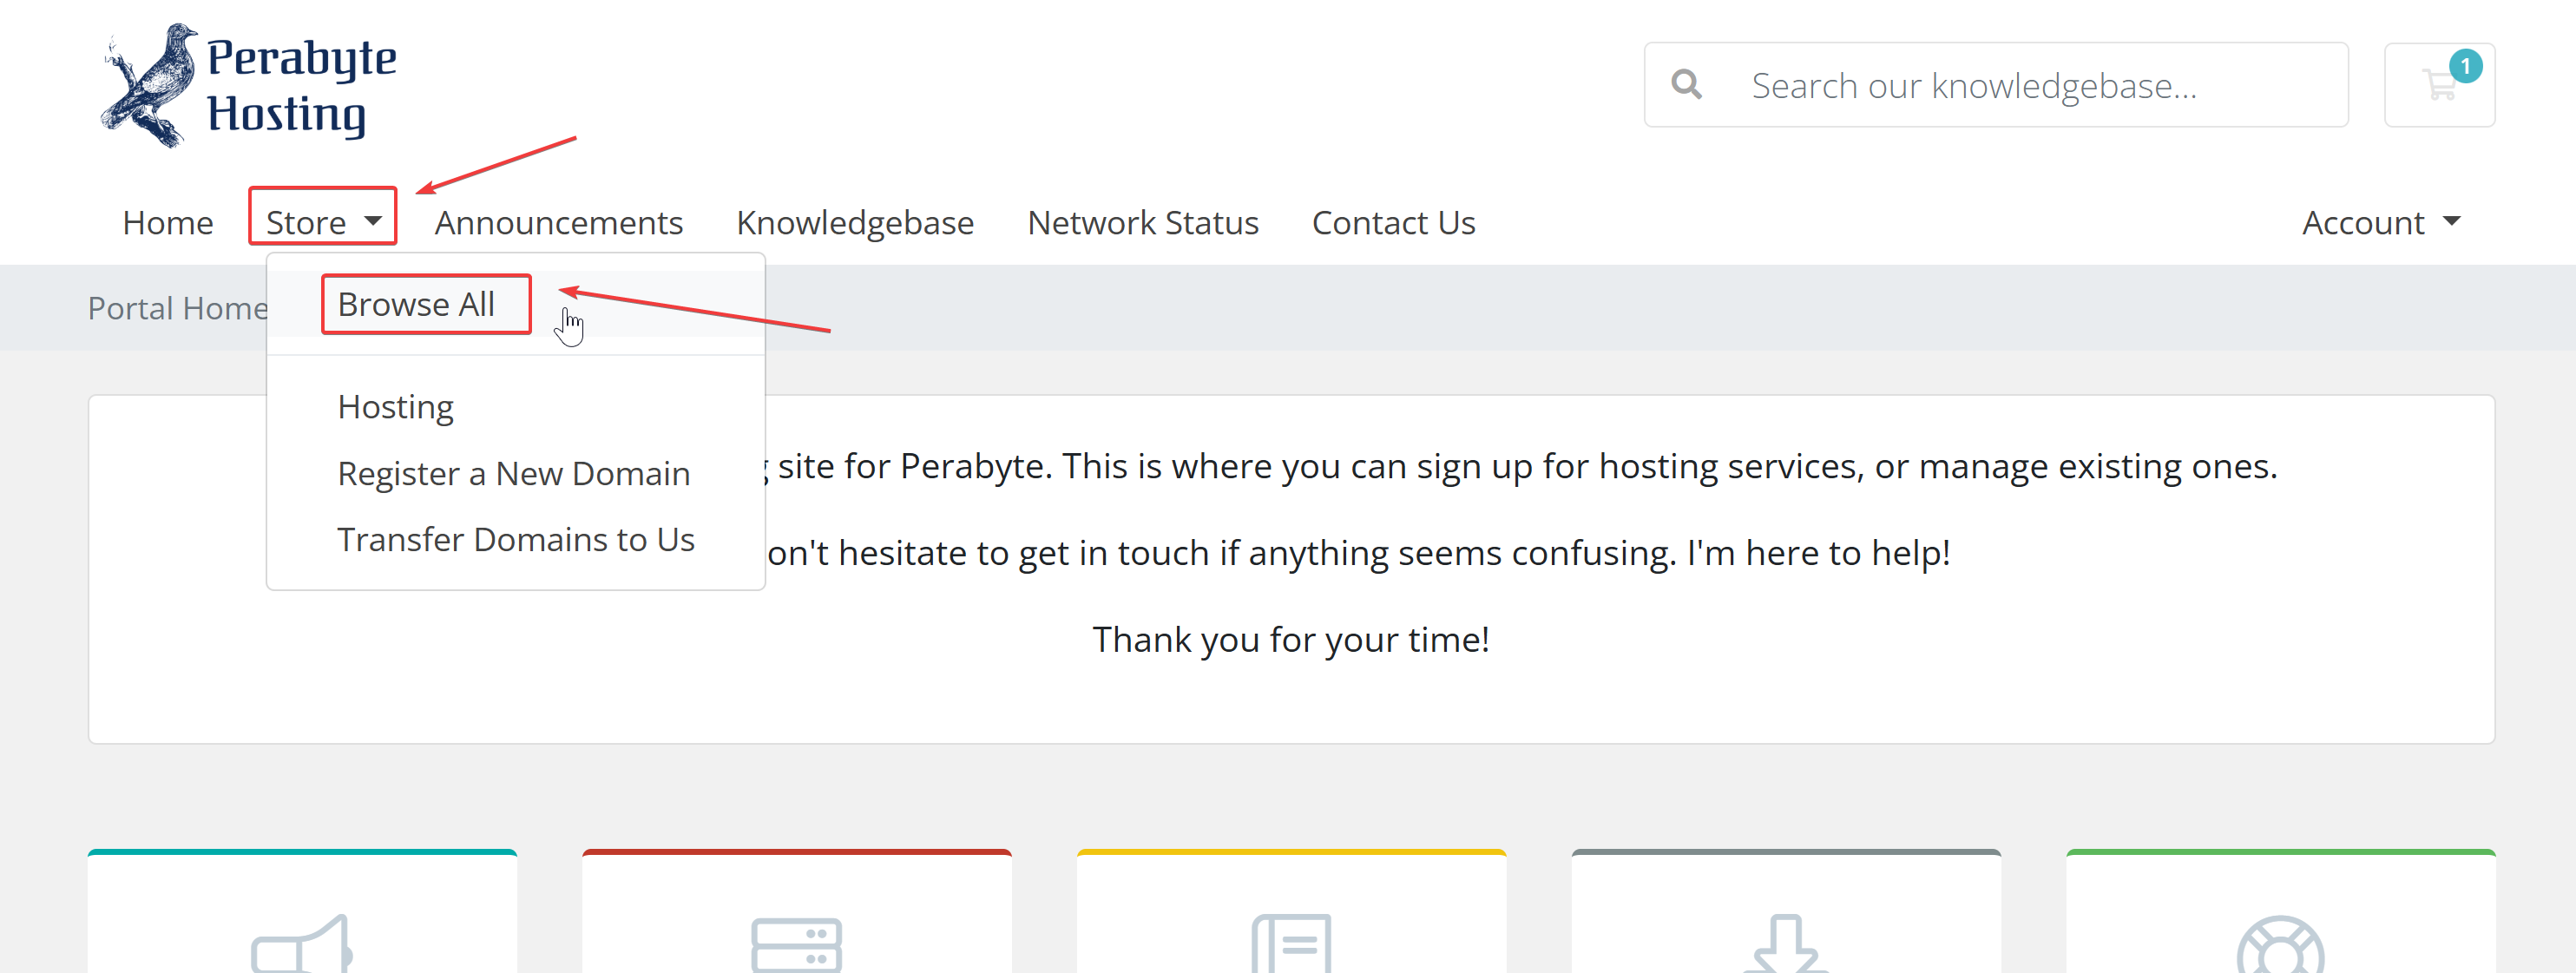 Perabyte
Hosting
Search our knowledgebase...
1
Home
Store
Announcements
Knowledgebase
Network Status
Contact Us
Account
Portal Home
Browse All
Hosting
Register a New Domain
Transfer Domains to Us
site for Perabyte. This is where you can sign up for hosting services, or manage existing ones.
on't hesitate to get in touch if anything seems confusing. I'm here to help!
Thank you for your time!